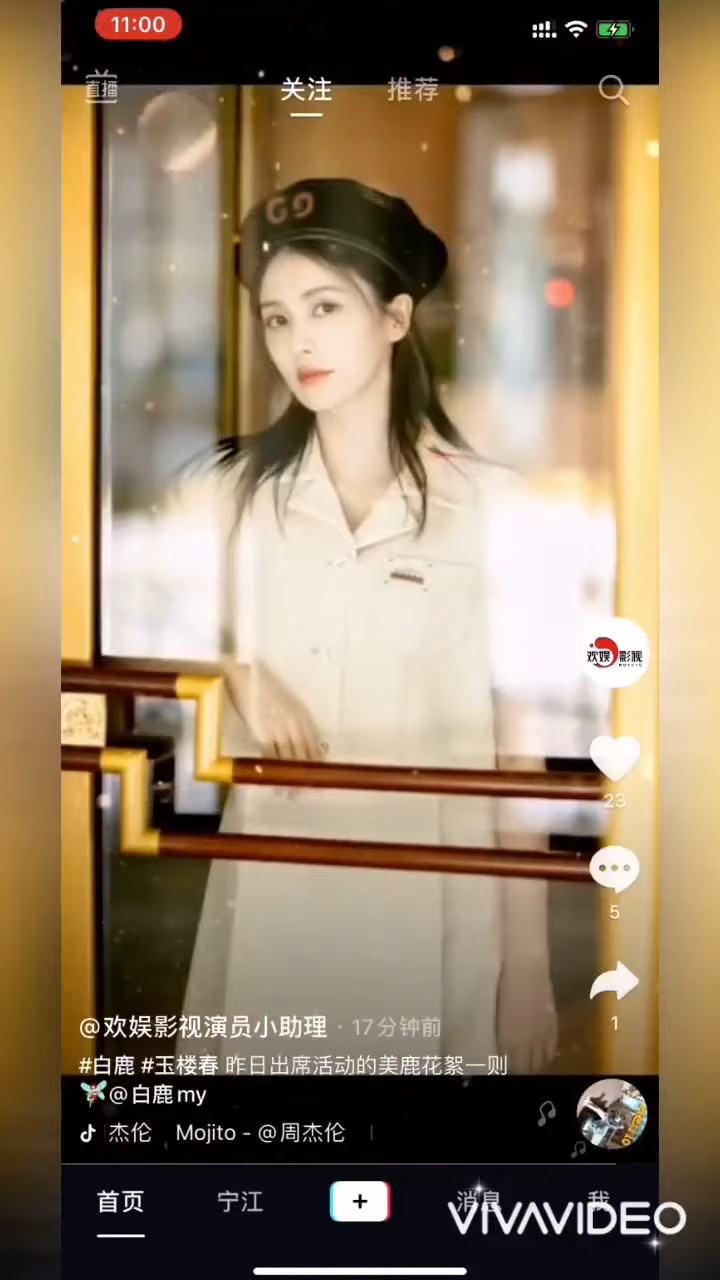 11:00
直播
关注
推荐
G9
欢娱影视
23
5
1
@欢娱影视演员小助理 · 17分钟前
#白鹿 #玉楼春 昨日出席活动的美鹿花絮一则
@白鹿my
杰伦 Mojito - @周杰伦
首页
宁江
消息
我
VIVAVIDEO